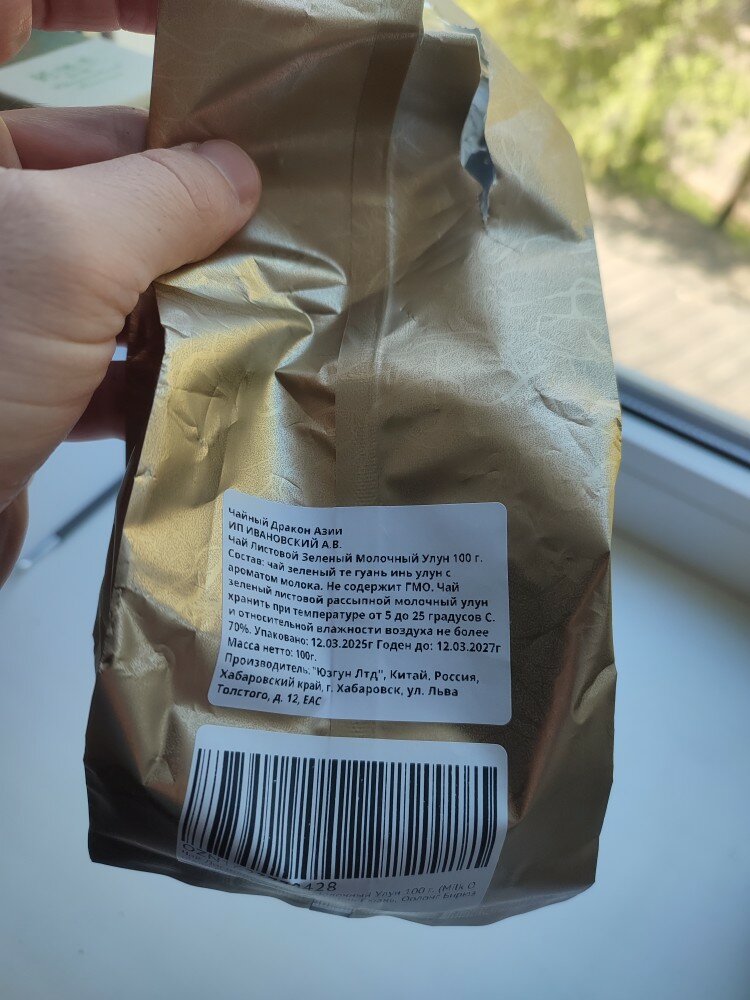 Чайный Дракон Азии
ИП ИВАНОВСКИЙ А.В.
Чай Листовой Зеленый Молочный Улун 100 г.
Состав: чай зеленый те гуань инь улун с
ароматом молока. Не содержит ГМО. Чай
зеленый листовой рассыпной молочный улун
хранить при температуре от 5 до 25 градусов С.
и относительной влажности воздуха не более
70%. Упаковано: 12.03.2025г Годен до: 12.03.2027г
Масса нетто: 100г.
Производитель: "Юзгун Лтд", Китай. Россия,
Хабаровский край, г. Хабаровск, ул. Льва
Толстого, д. 12, ЕАС
Улун 100 г. (Milk O